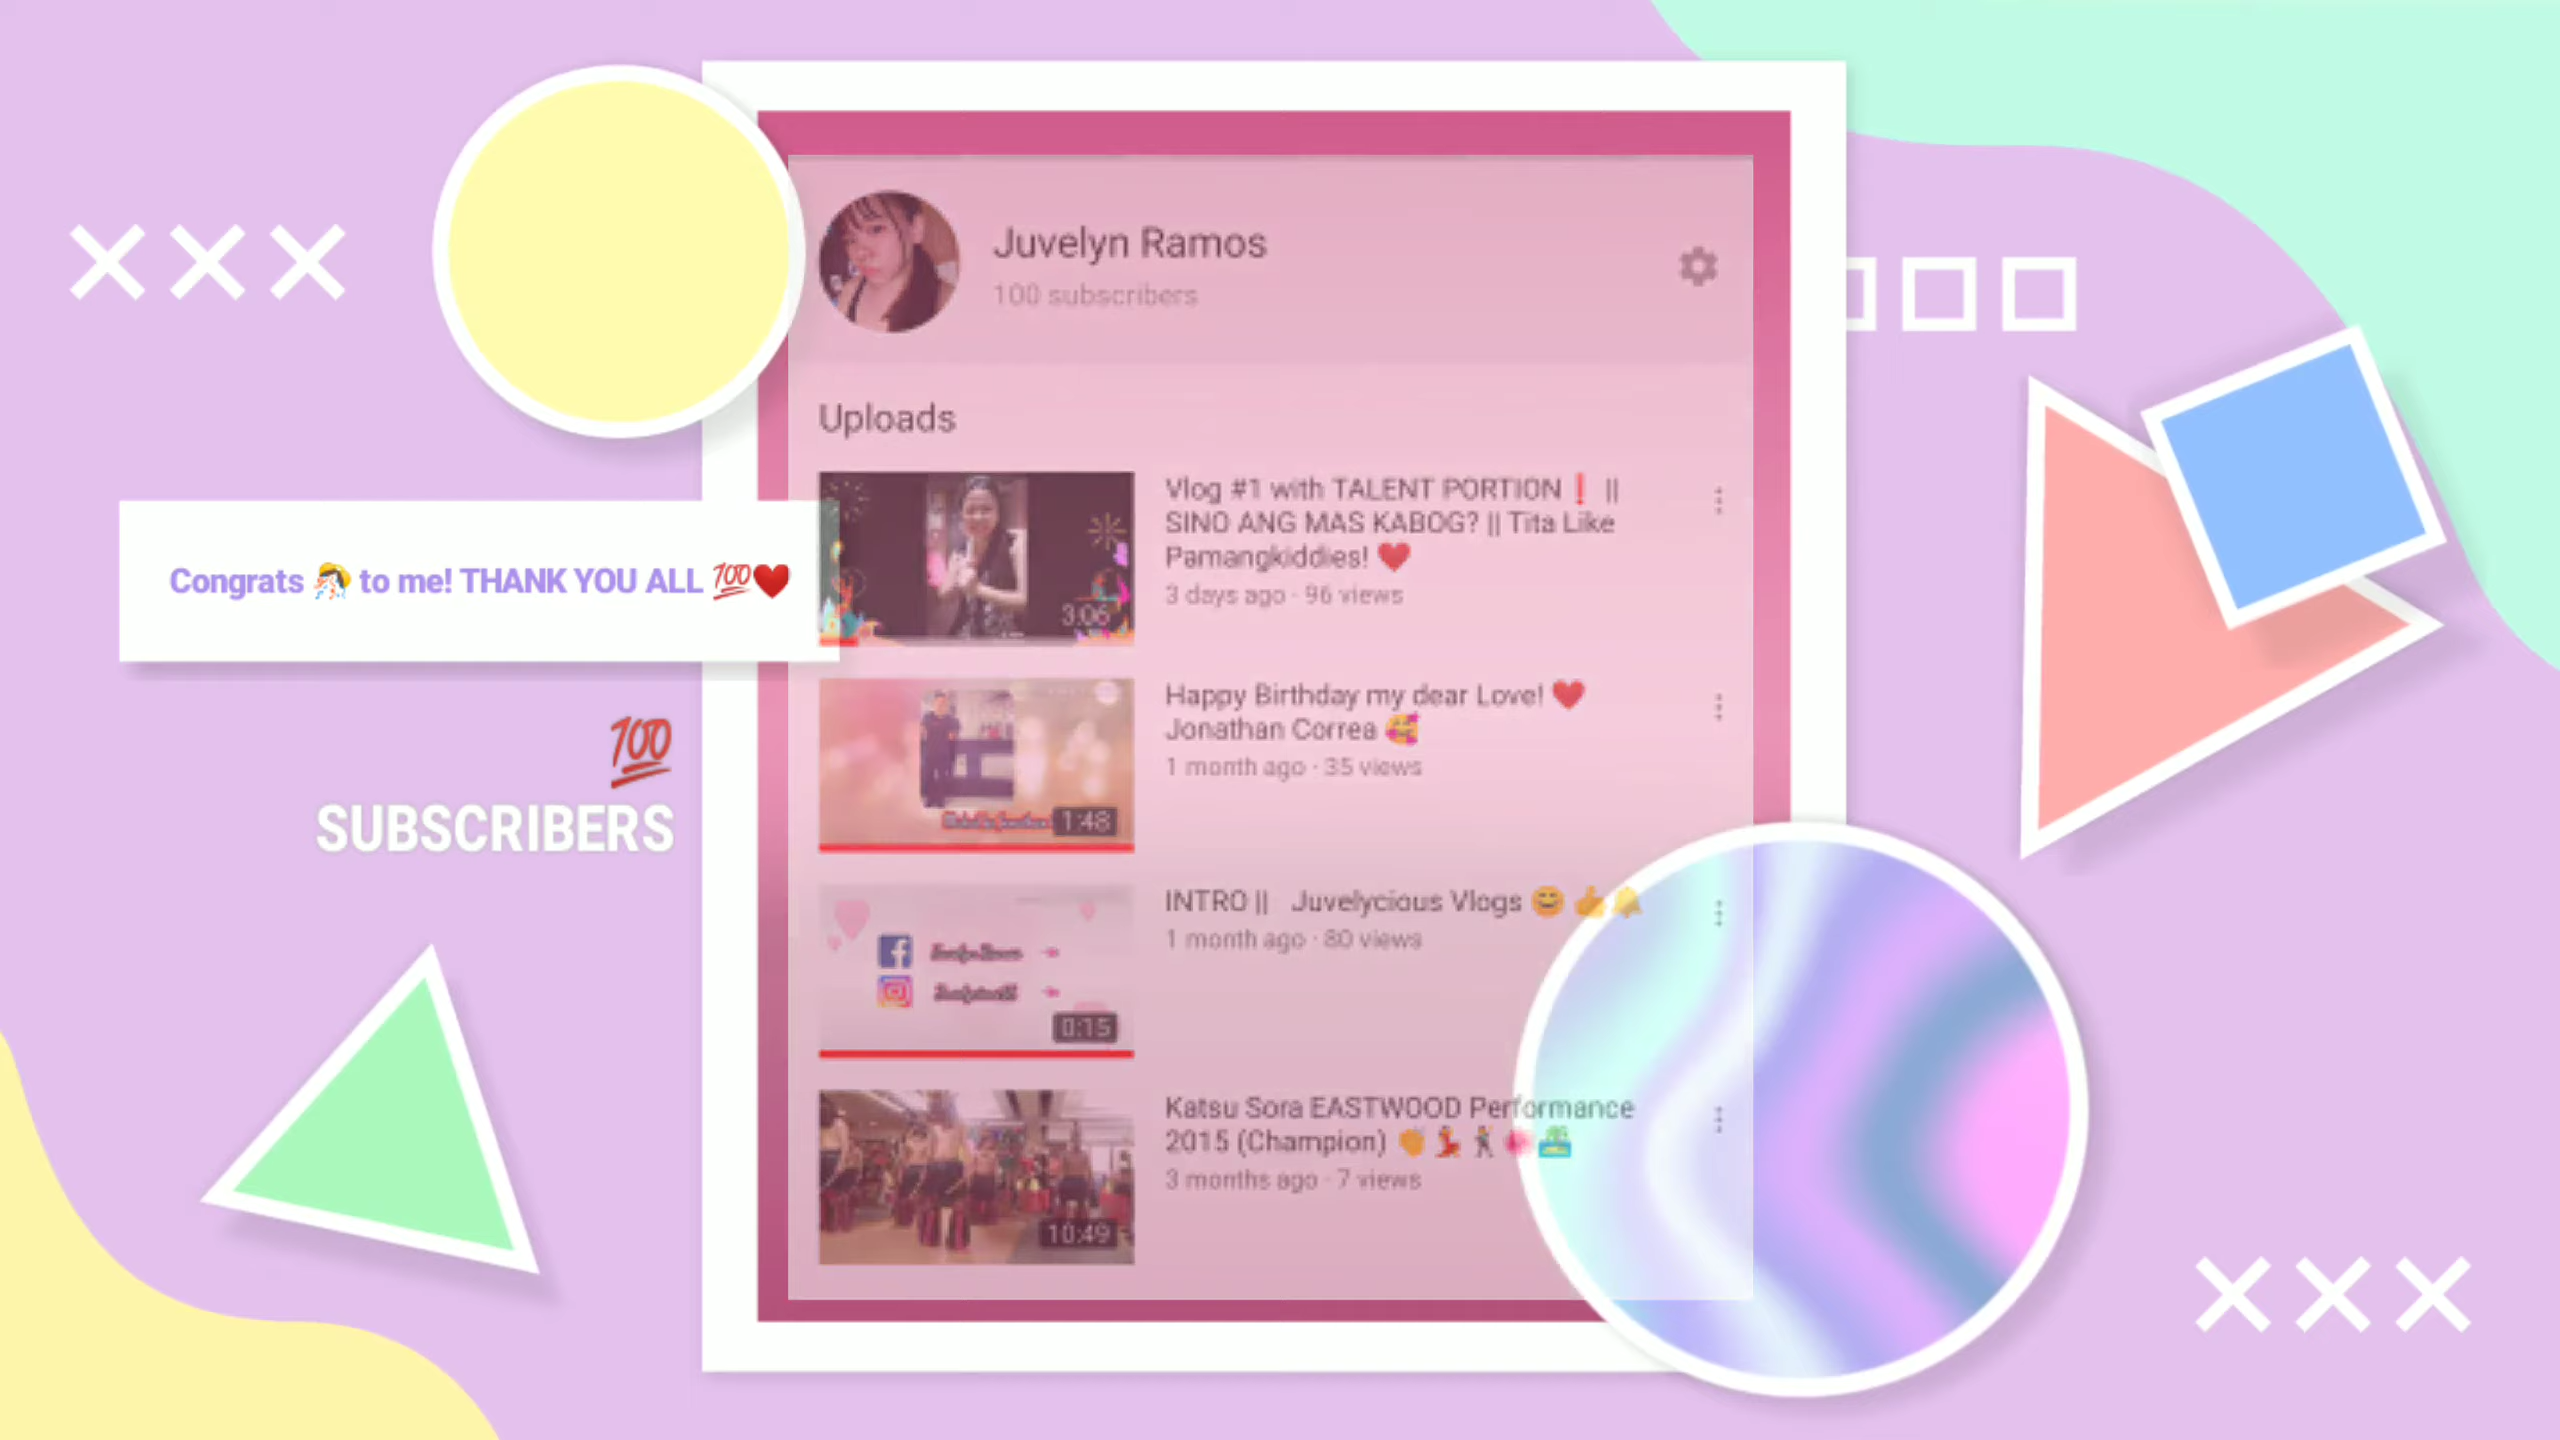 Juvelyn Ramos
100 subscribers
Uploads
Vlog #1 with TALENT PORTION❗ ||
SINO ANG MAS KABOG? || Tita Like
Pamangkiddies! ❤️
3 days ago · 96 views
3:06
Congrats 🎊 to me! THANK YOU ALL 💯❤️
Happy Birthday my dear Love! ❤️
Jonathan Correa 🥰
1 month ago · 35 views
1:48
💯
SUBSCRIBERS
INTRO || Juvelycious Vlogs 😊 👍🔔
1 month ago · 80 views
0:15
Katsu Sora EASTWOOD Performance
2015 (Champion) 👏💃🕺🌺🏝️
3 months ago · 7 views
10:49